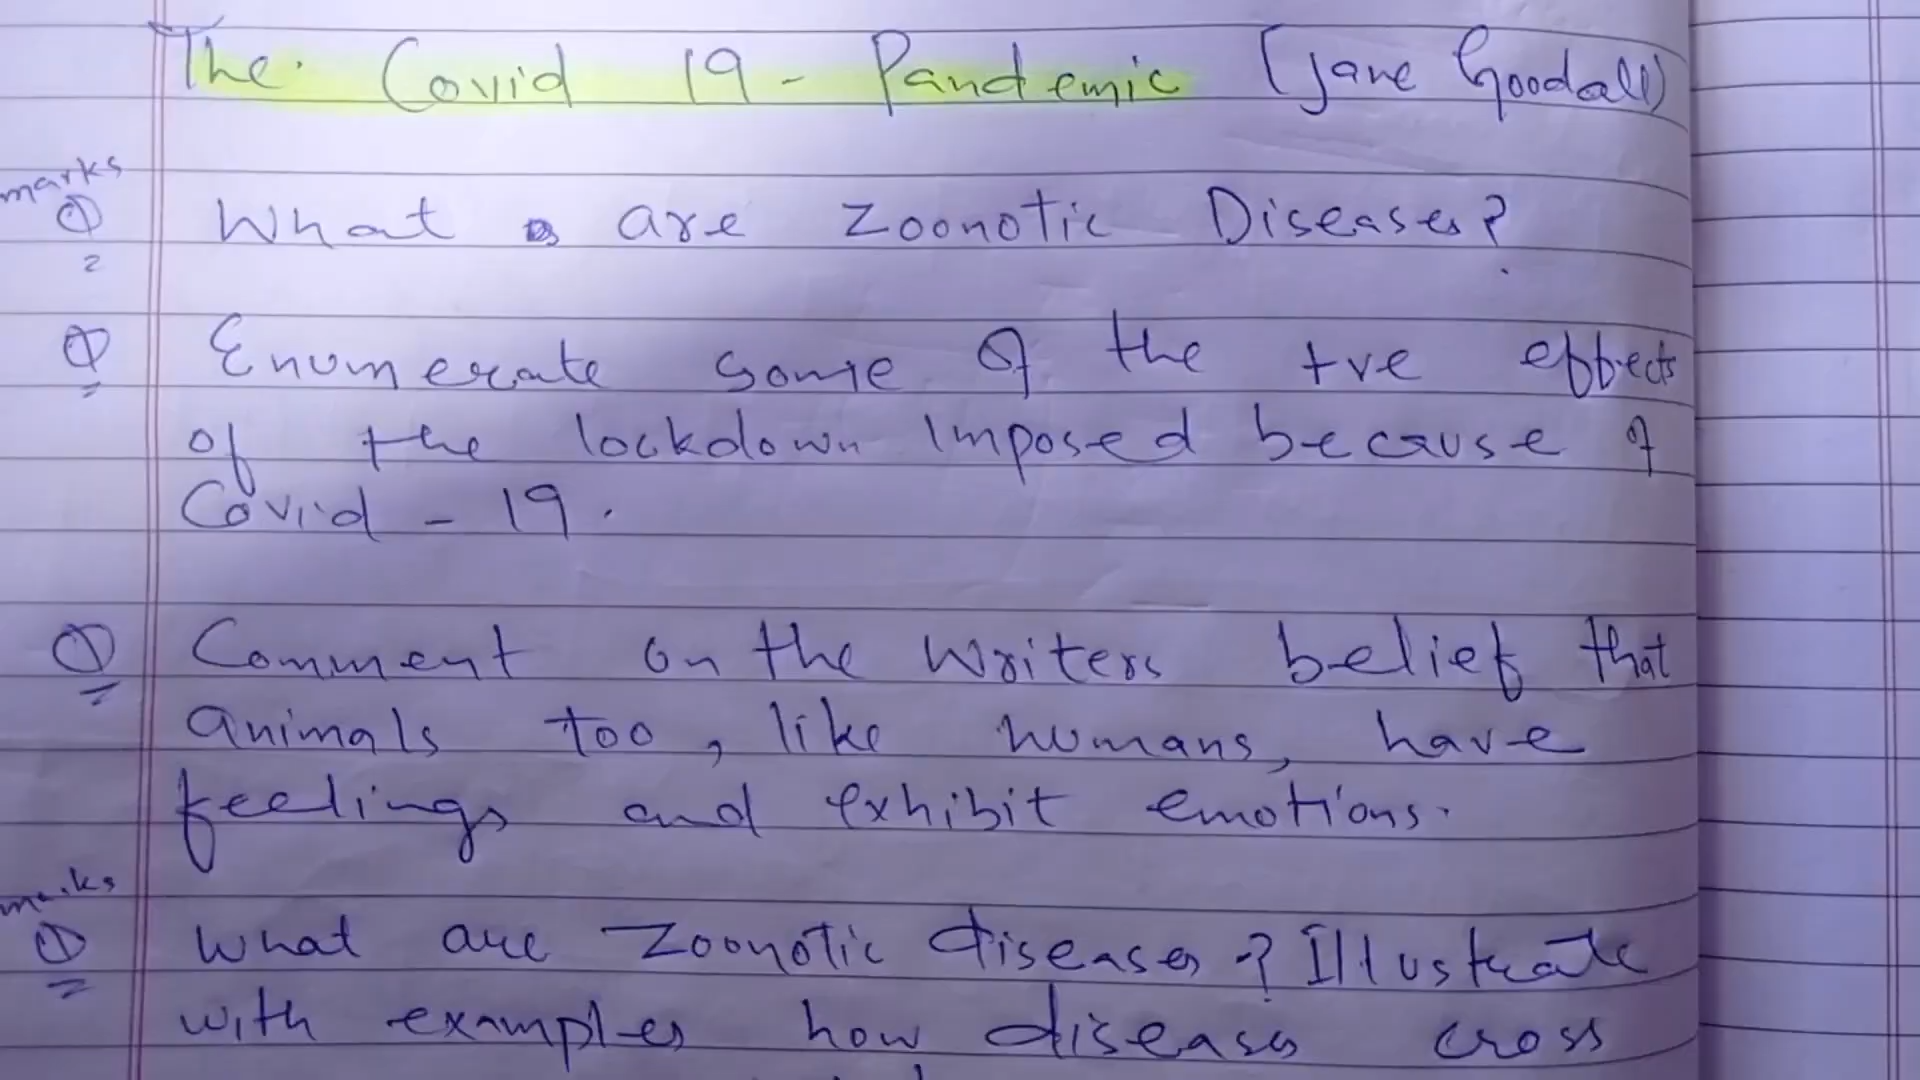 The Covid 19 - Pandemic (Jane Goodall)
marks
Q What are Zoonotic Diseases?
2
Q Enumerate some of the +ve effects
of the lockdown Imposed because of
Covid - 19.
Q Comment on the writers belief that
animals too, like humans, have
feelings and exhibit emotions.
marks
Q What are Zoonotic diseases? Illustrate
with examples how diseases cross